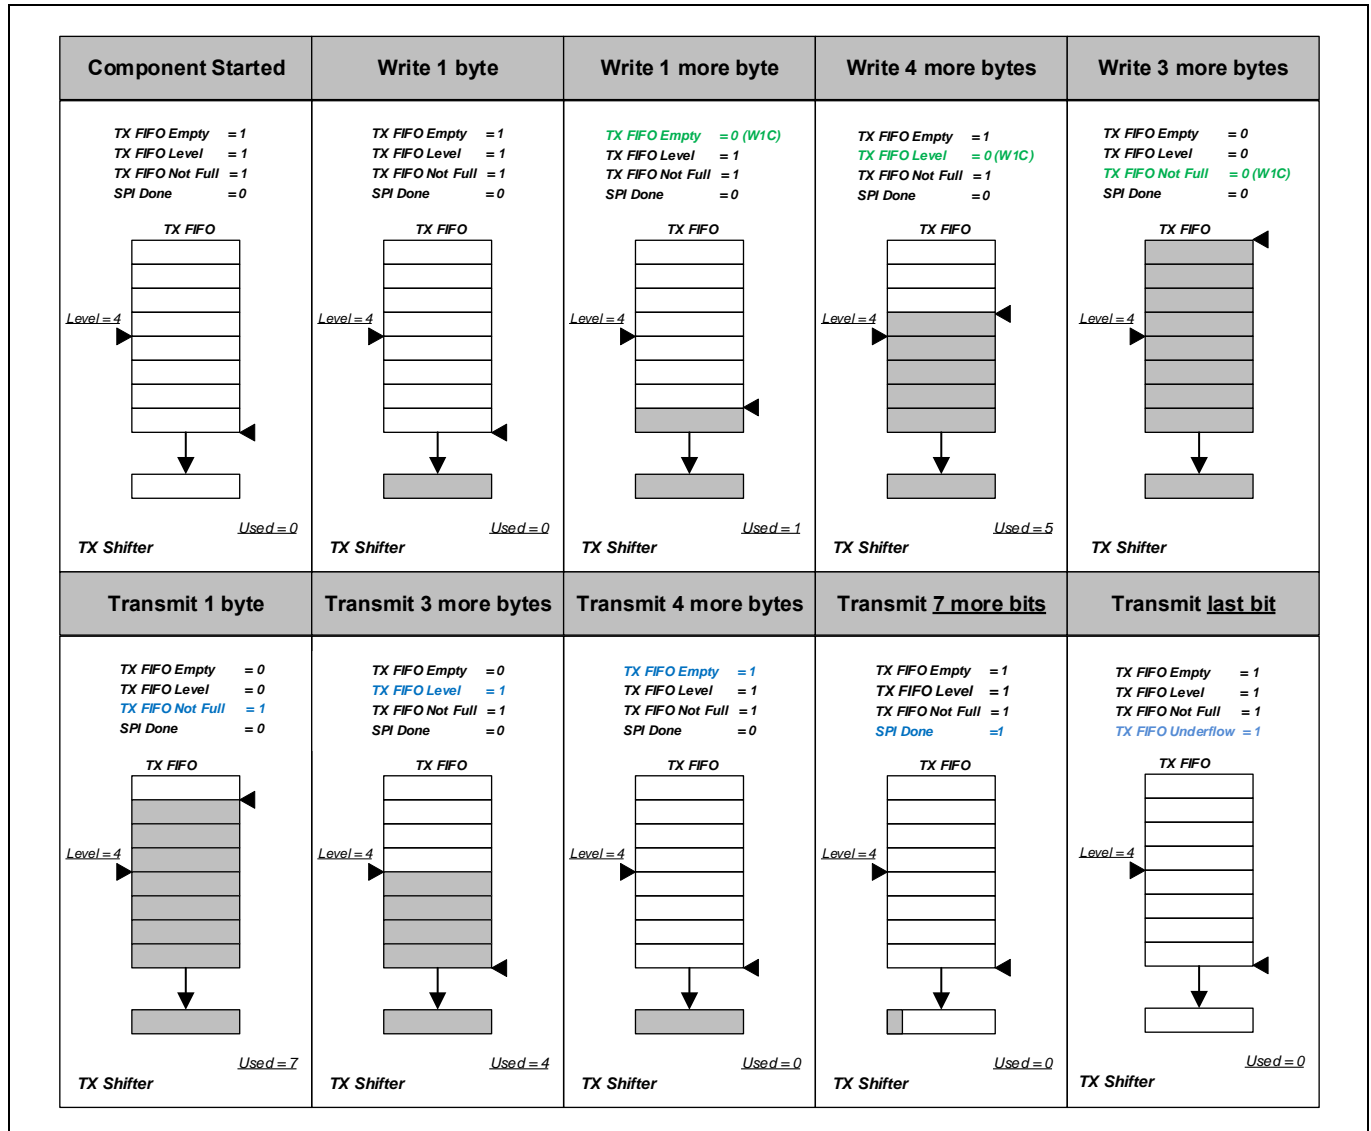 Component Started
TX FIFO Empty = 1
TX FIFO Level = 1
TX FIFO Not Full = 1
SPI Done = 0
TX FIFO
Level = 4
Used = 0
TX Shifter
Write 1 byte
TX FIFO Empty = 1
TX FIFO Level = 1
TX FIFO Not Full = 1
SPI Done = 0
TX FIFO
Level = 4
Used = 0
TX Shifter
Write 1 more byte
TX FIFO Empty = 0 (W1C)
TX FIFO Level = 1
TX FIFO Not Full = 1
SPI Done = 0
TX FIFO
Level = 4
Used = 1
TX Shifter
Write 4 more bytes
TX FIFO Empty = 1
TX FIFO Level = 0 (W1C)
TX FIFO Not Full = 1
SPI Done = 0
TX FIFO
Level = 4
Used = 5
TX Shifter
Write 3 more bytes
TX FIFO Empty = 0
TX FIFO Level = 0
TX FIFO Not Full = 0 (W1C)
SPI Done = 0
TX FIFO
Level = 4
TX Shifter
Transmit 1 byte
TX FIFO Empty = 0
TX FIFO Level = 0
TX FIFO Not Full = 1
SPI Done = 0
TX FIFO
Level = 4
Used = 7
TX Shifter
Transmit 3 more bytes
TX FIFO Empty = 0
TX FIFO Level = 1
TX FIFO Not Full = 1
SPI Done = 0
TX FIFO
Level = 4
Used = 4
TX Shifter
Transmit 4 more bytes
TX FIFO Empty = 1
TX FIFO Level = 1
TX FIFO Not Full = 1
SPI Done = 0
TX FIFO
Level = 4
Used = 0
TX Shifter
Transmit 7 more bits
TX FIFO Empty = 1
TX FIFO Level = 1
TX FIFO Not Full = 1
SPI Done =1
TX FIFO
Level = 4
Used = 0
TX Shifter
Transmit last bit
TX FIFO Empty = 1
TX FIFO Level = 1
TX FIFO Not Full = 1
TX FIFO Underflow = 1
TX FIFO
Level = 4
Used = 0
TX Shifter